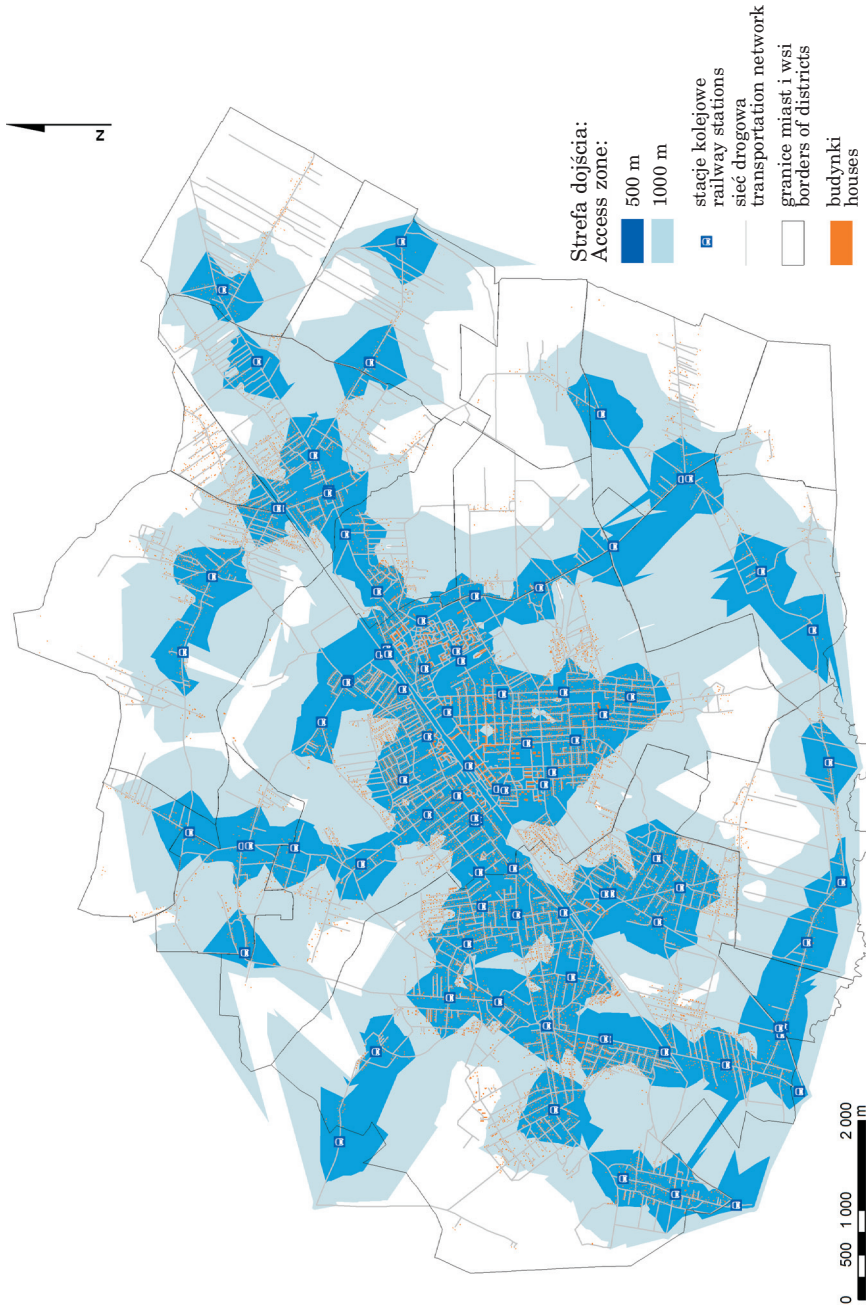 N
Strefa dojścia:
Access zone:
500 m
1000 m
stacje kolejowe
railway stations
sieć drogowa
transportation network
granice miast i wsi
borders of districts
budynki
houses
0 500 1 000 2 000
m